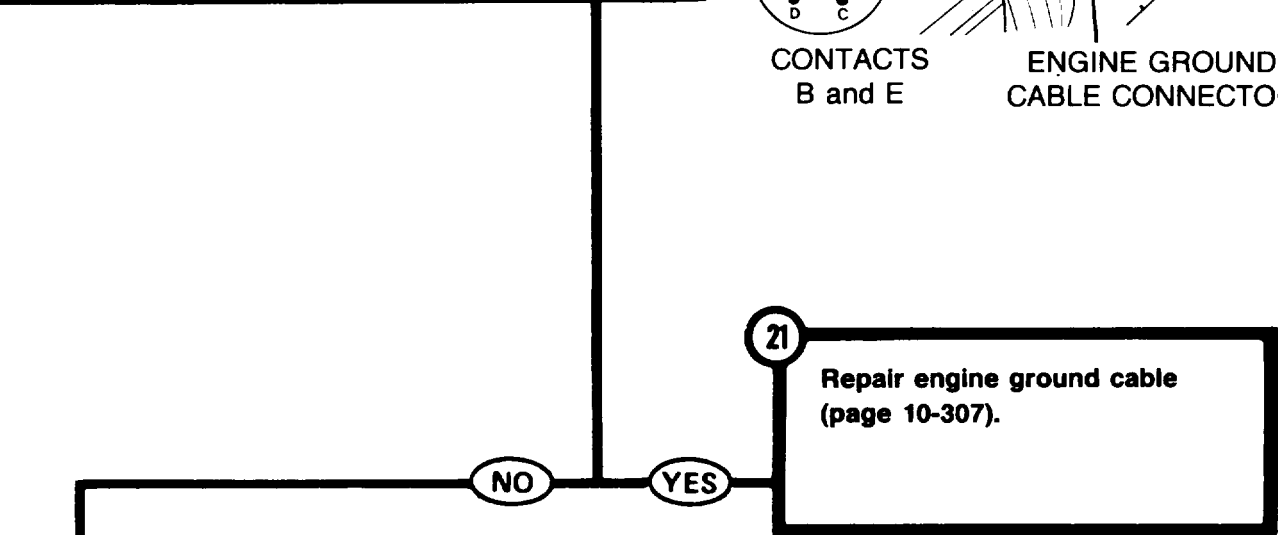 D C
CONTACTS
B and E
ENGINE GROUND
CABLE CONNECTO
21
Repair engine ground cable
(page 10-307).
NO
YES